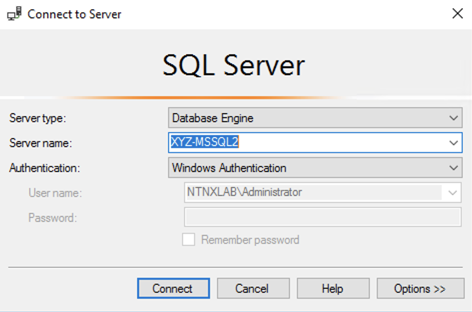 Connect to Server
SQL Server
Server type: Database Engine
Server name: XYZ-MSSQL2
Authentication: Windows Authentication
User name: NTNXLAB\Administrator
Password:
Remember password
Connect Cancel Help Options >>